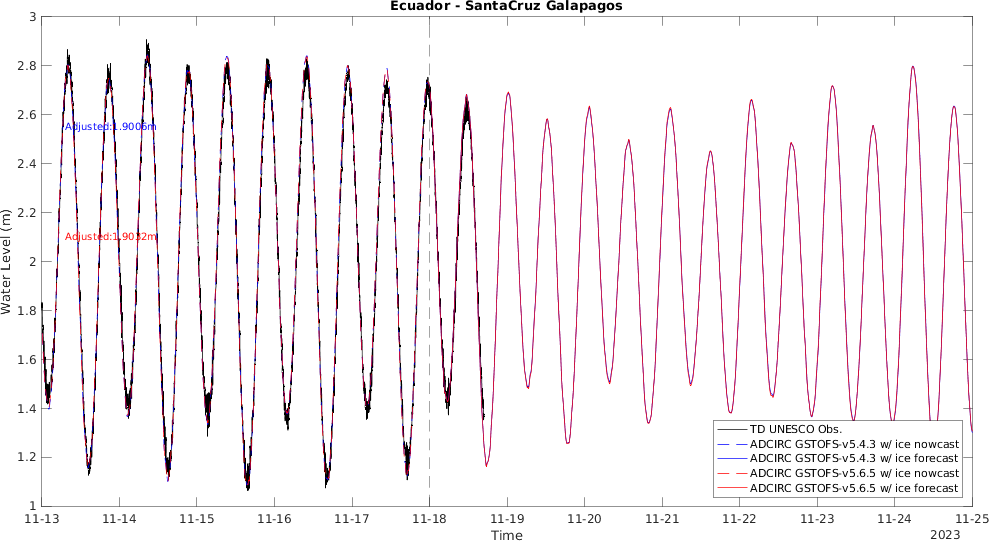 Ecuador - SantaCruz Galapagos
3
2.8
2.6
2.4
2.2
2
1.8
1.6
1.4
1.2
1
Water Level (m)
Adjusted:1.9006m
Adjusted:1.9032m
TD UNESCO Obs.
ADCIRC GSTOFS-v5.4.3 w/ ice nowcast
ADCIRC GSTOFS-v5.4.3 w/ ice forecast
ADCIRC GSTOFS-v5.6.5 w/ ice nowcast
ADCIRC GSTOFS-v5.6.5 w/ ice forecast
11-13 11-14 11-15 11-16 11-17 11-18 11-19 11-20 11-21 11-22 11-23 11-24 11-25
Time
2023